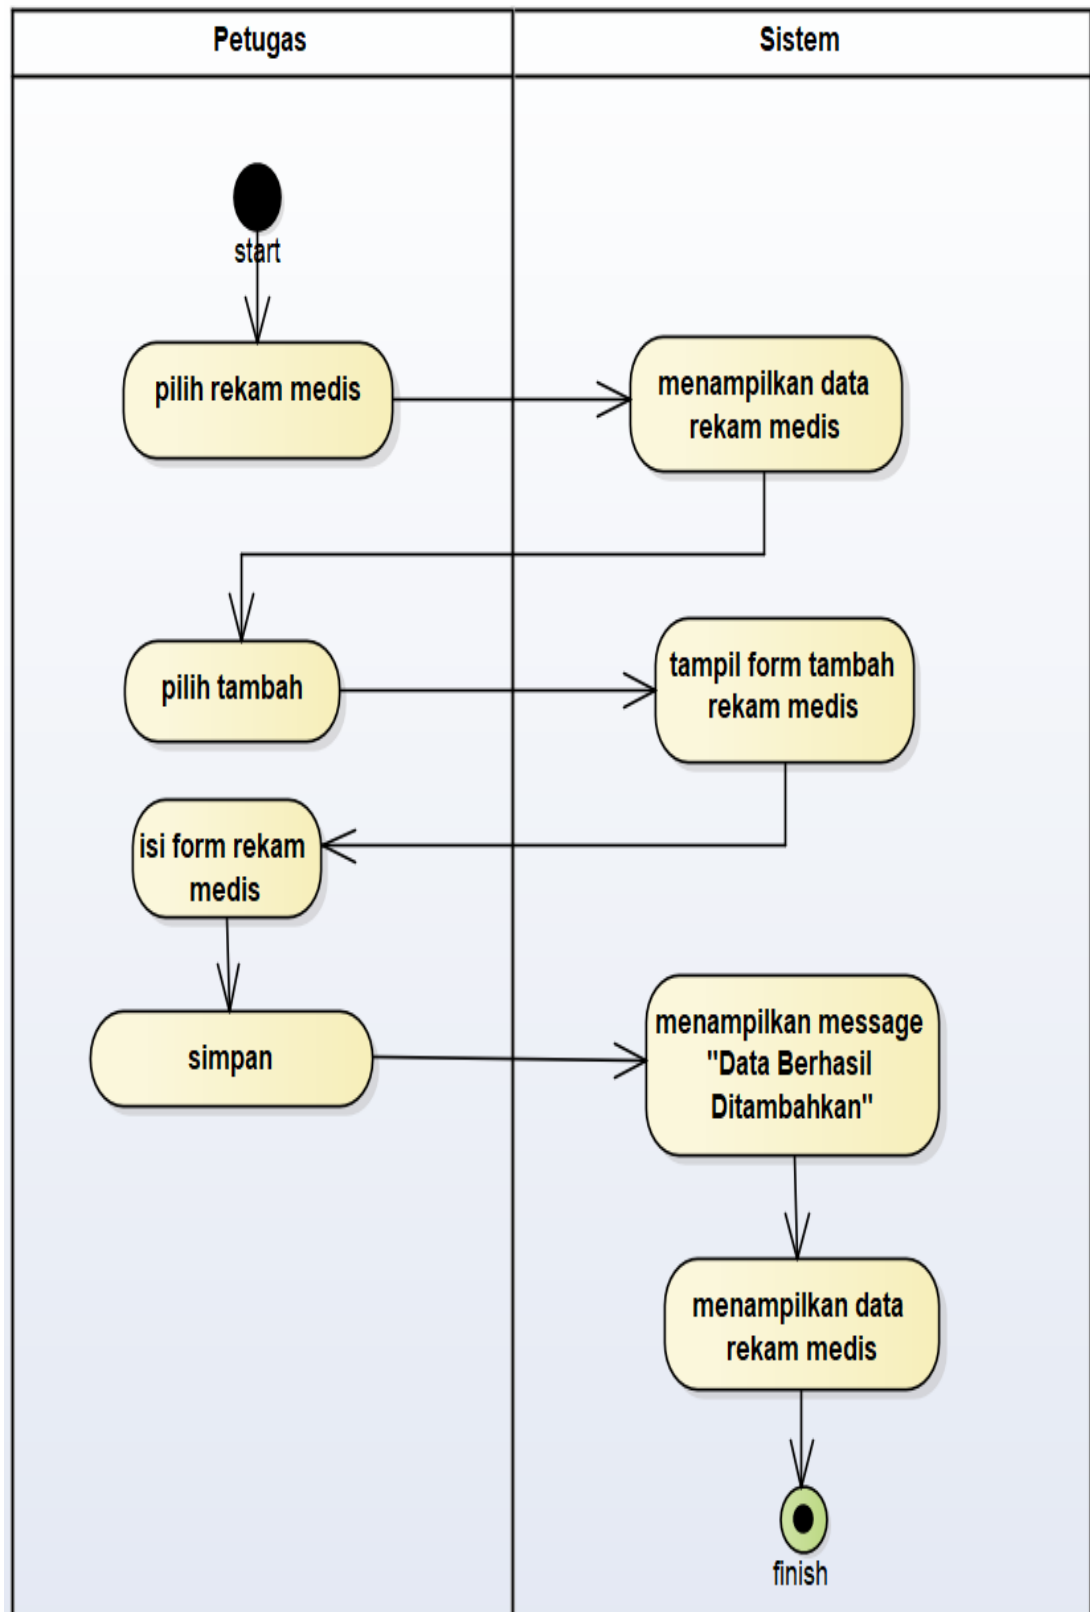 Petugas
Sistem
start
pilih rekam medis
menampilkan data
rekam medis
pilih tambah
tampil form tambah
rekam medis
isi form rekam
medis
simpan
menampilkan message
"Data Berhasil
Ditambahkan"
menampilkan data
rekam medis
finish